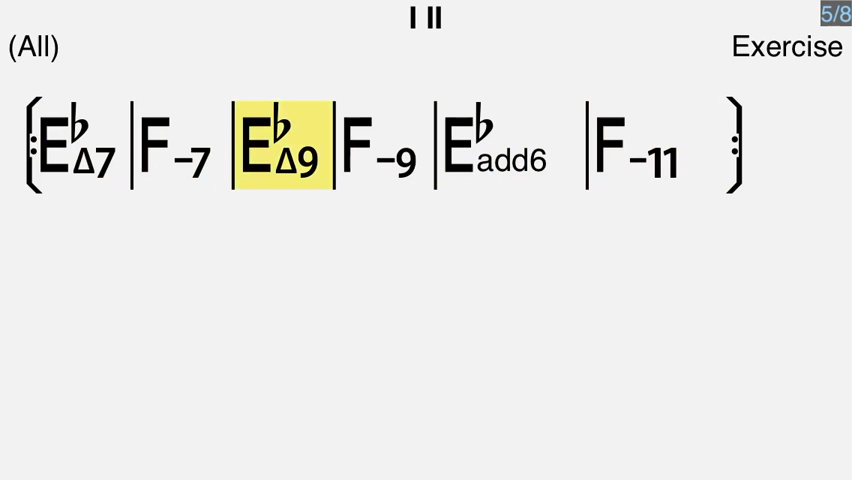 I II
5/8
(All)
Exercise
E♭Δ7 F-7 E♭Δ9 F-9 E♭add6 F-11